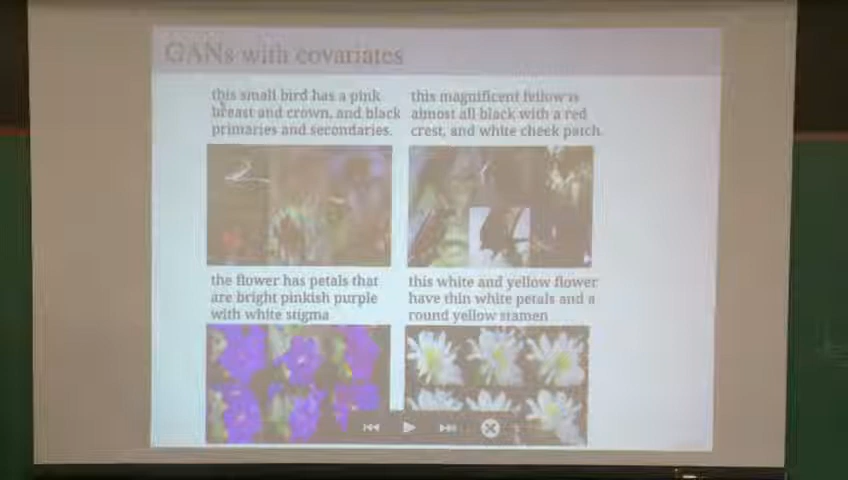 GANs with covariates
this small bird has a pink
breast and crown, and black
primaries and secondaries.
this magnificent fellow is
almost all black with a red
crest, and white cheek patch.
the flower has petals that
are bright pinkish purple
with white stigma
this white and yellow flower
have thin white petals and a
round yellow stamen